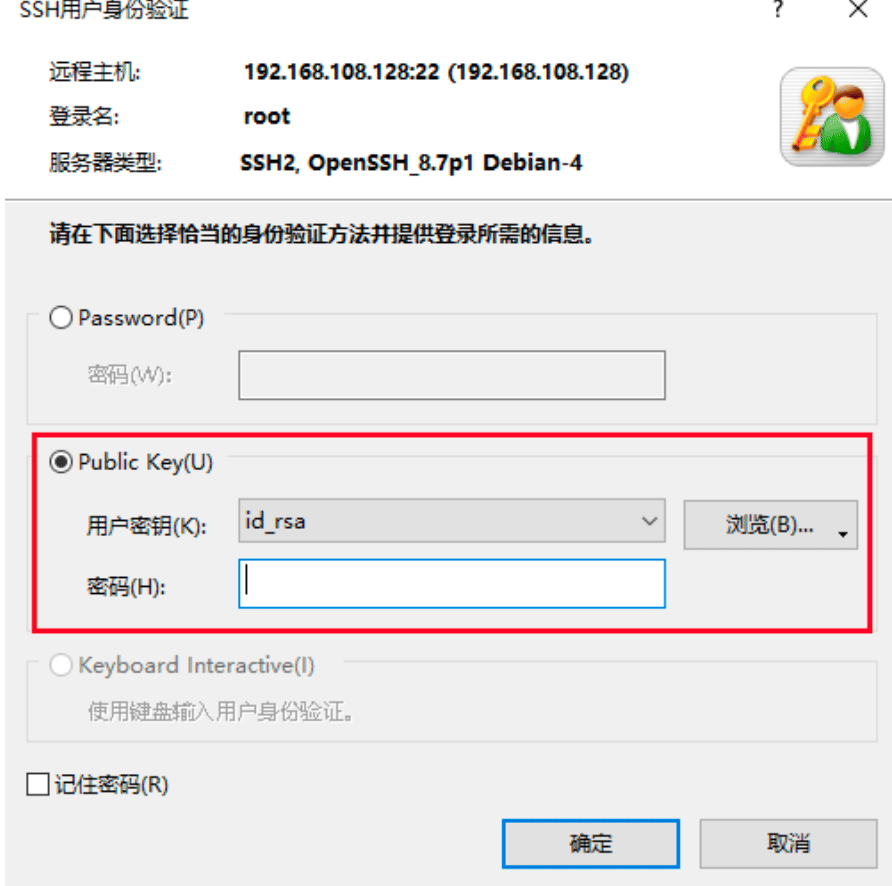 SSH用户身份验证
?
远程主机: 192.168.108.128:22 (192.168.108.128)
登录名: root
服务器类型: SSH2, OpenSSH_8.7p1 Debian-4
请在下面选择恰当的身份验证方法并提供登录所需的信息。
Password(P)
密码(W):
Public Key(U)
用户密钥(K): id_rsa 浏览(B)...
密码(H):
Keyboard Interactive(I)
使用键盘输入用户身份验证。
记住密码(R)
确定 取消